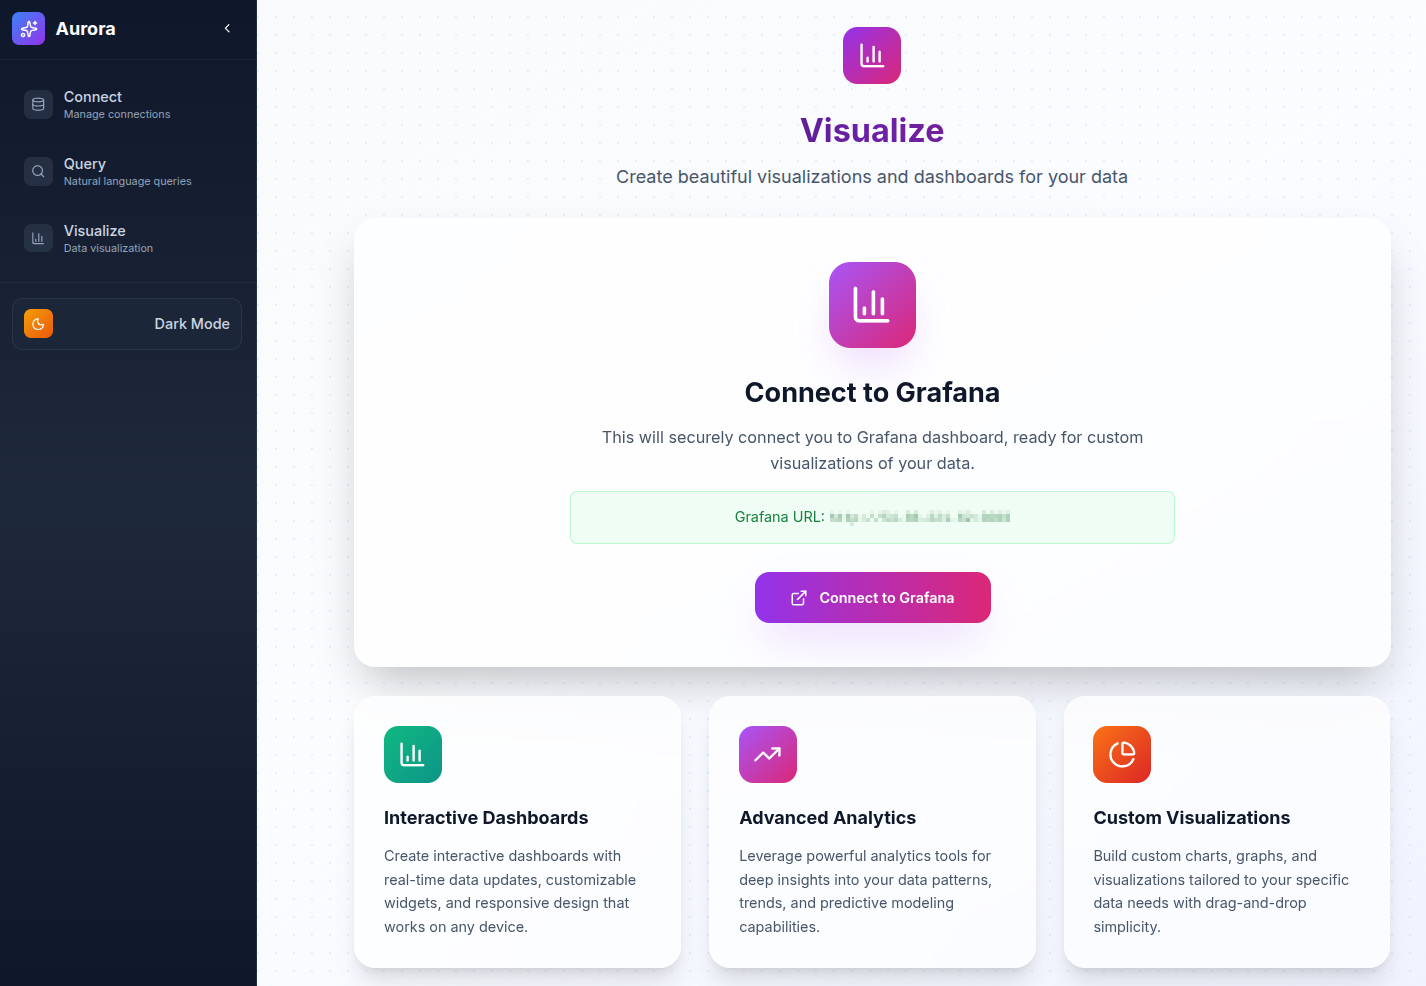 Aurora
Connect
Manage connections
Query
Natural language queries
Visualize
Data visualization
Dark Mode
Visualize
Create beautiful visualizations and dashboards for your data
Connect to Grafana
This will securely connect you to Grafana dashboard, ready for custom
visualizations of your data.
Grafana URL:
Connect to Grafana
Interactive Dashboards
Create interactive dashboards with
real-time data updates, customizable
widgets, and responsive design that
works on any device.
Advanced Analytics
Leverage powerful analytics tools for
deep insights into your data patterns,
trends, and predictive modeling
capabilities.
Custom Visualizations
Build custom charts, graphs, and
visualizations tailored to your specific
data needs with drag-and-drop
simplicity.